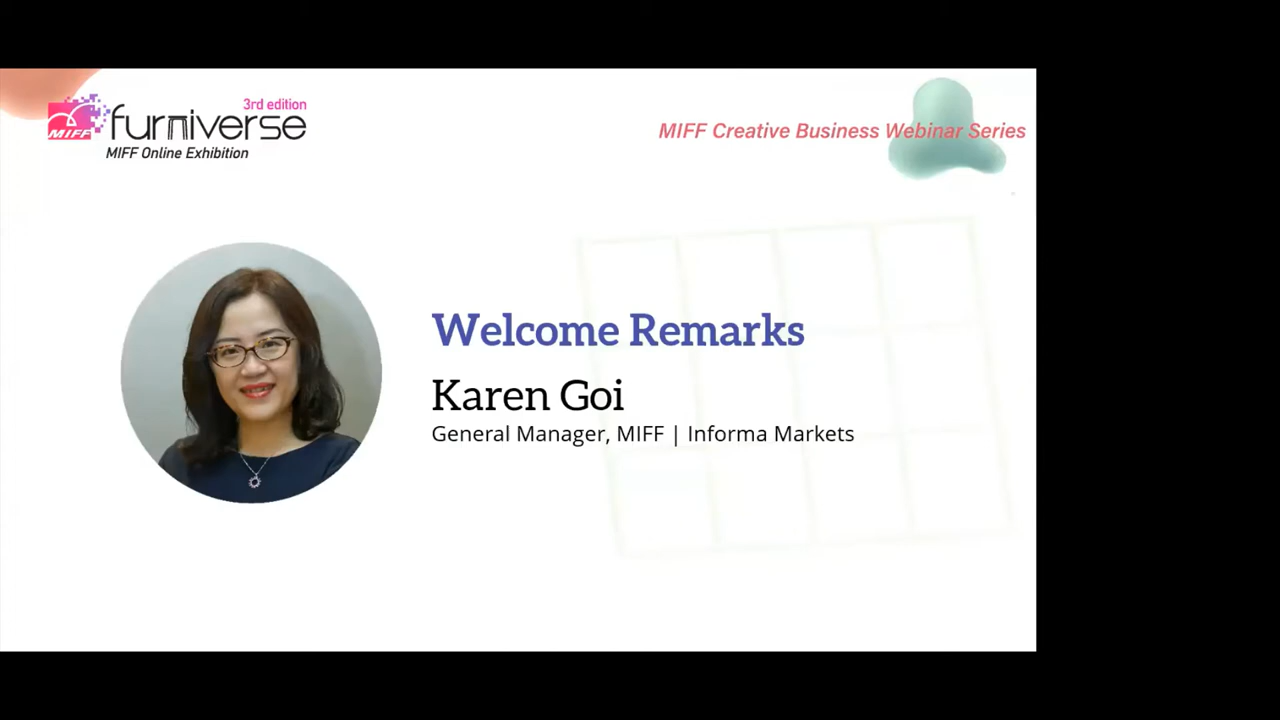 3rd edition
MIFF furniverse
MIFF Online Exhibition
MIFF Creative Business Webinar Series
Welcome Remarks
Karen Goi
General Manager, MIFF | Informa Markets